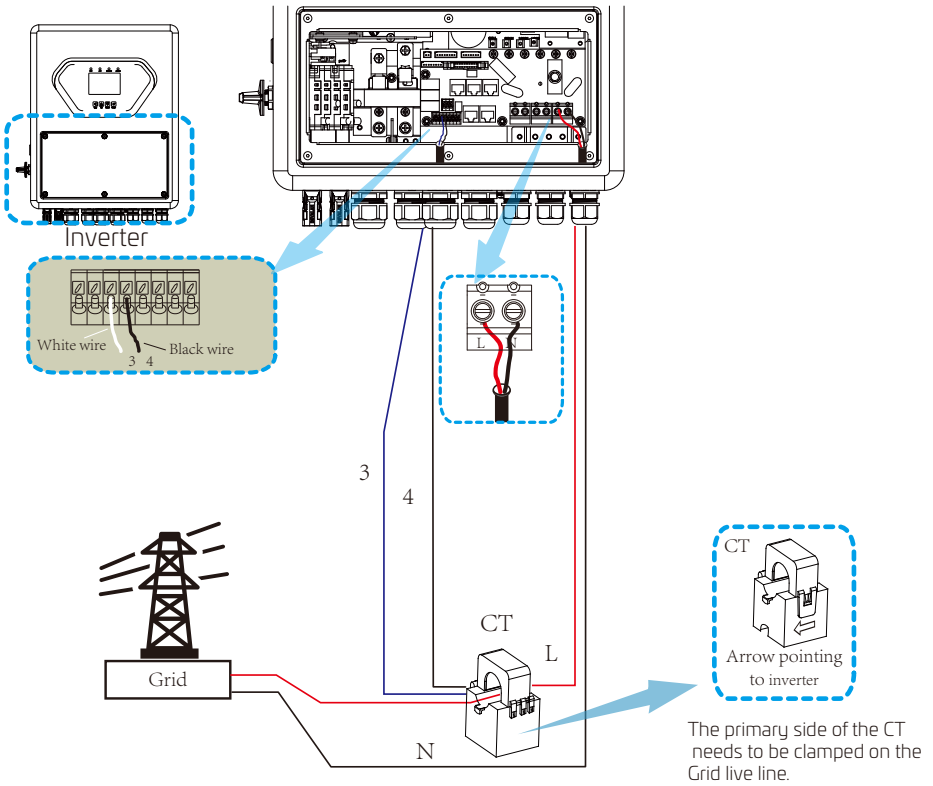 Inverter
White wire
Black wire
3 4
L N
3
4
CT
L
Grid
N
CT
Arrow pointing
to inverter
The primary side of the CT
needs to be clamped on the
Grid live line.